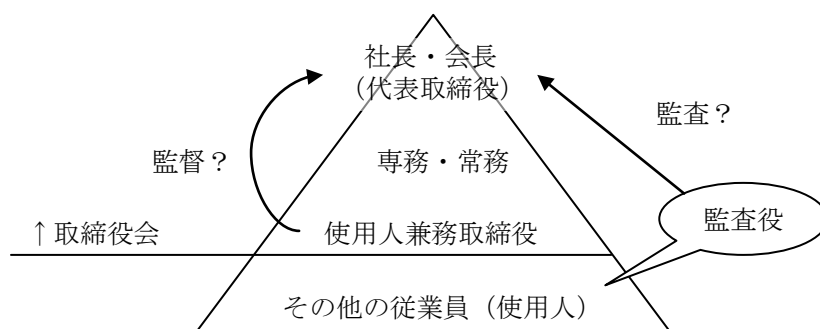 社長・会長
（代表取締役）
監査？
監督？
専務・常務
監査役
↑取締役会
使用人兼務取締役
その他の従業員（使用人）